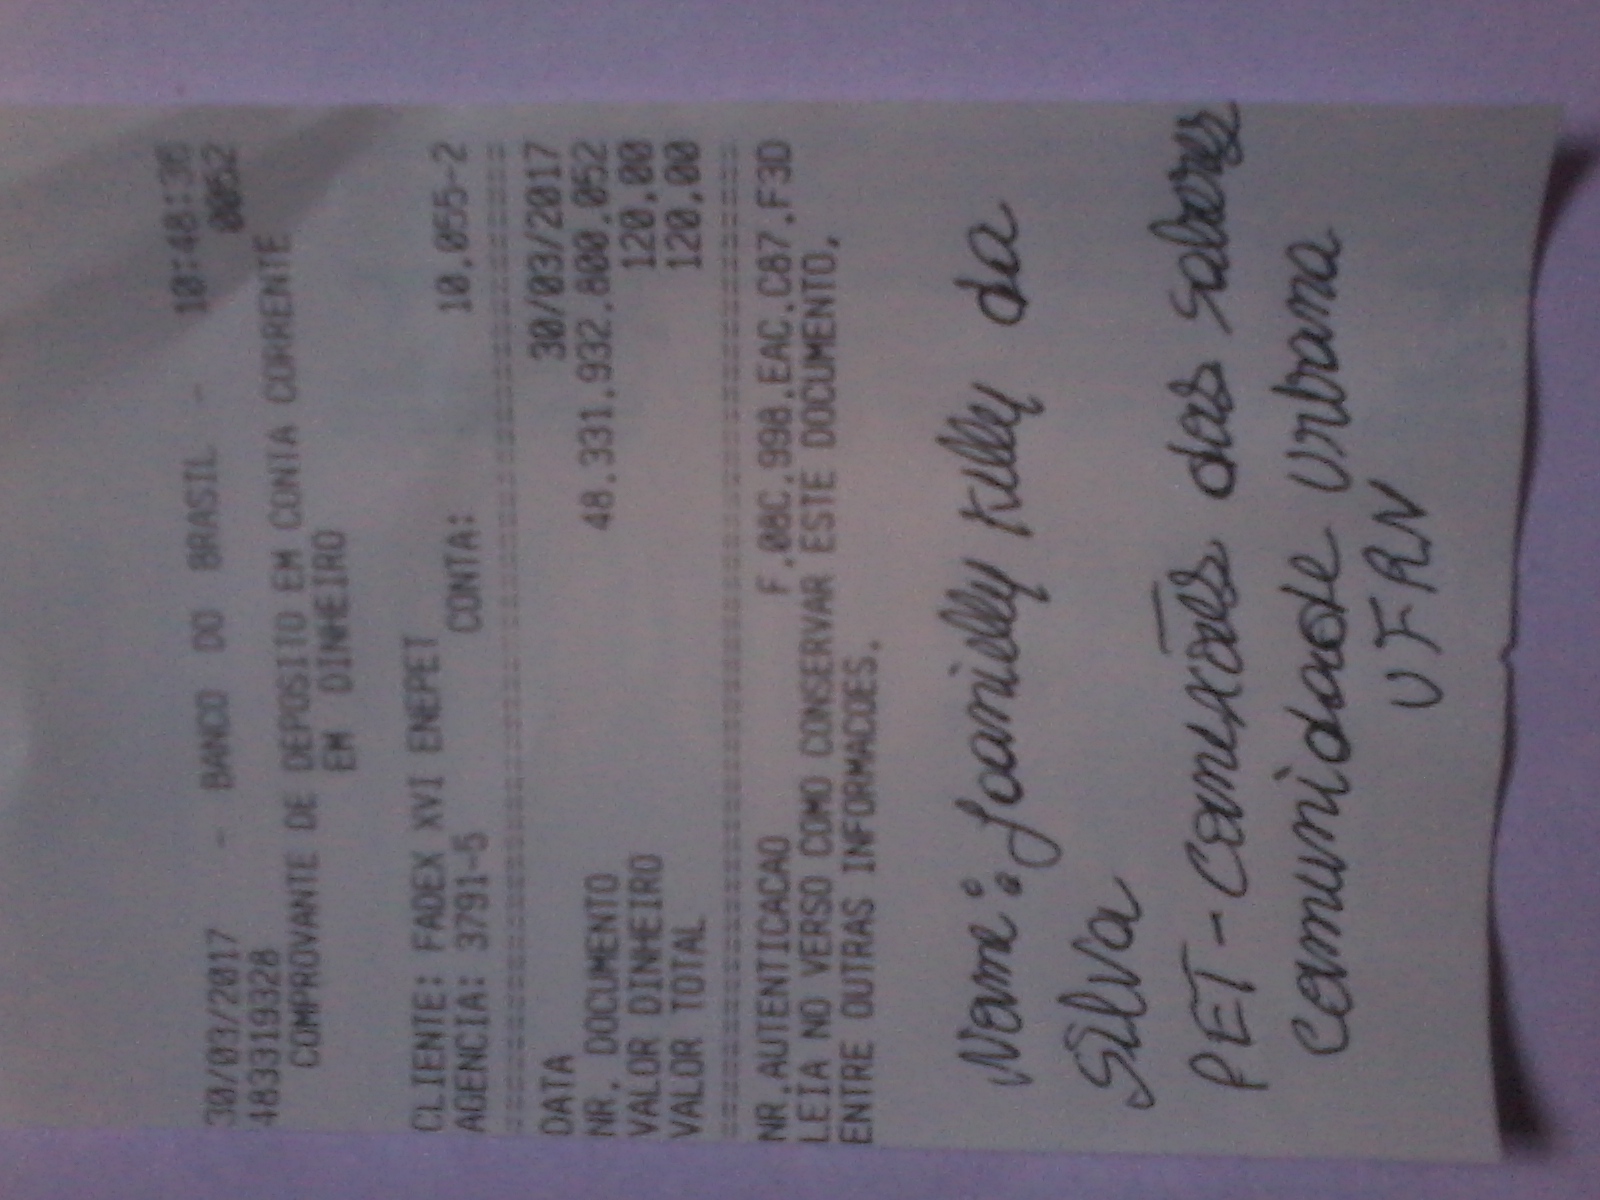 30/03/2017 - BANCO DO BRASIL - 10:48:36
483319328 0052
COMPROVANTE DE DEPOSITO EM CONTA CORRENTE
EM DINHEIRO
CLIENTE: FADEX XVI ENEPET
AGENCIA: 3791-5 CONTA: 10.055-2
================================================
DATA 30/03/2017
NR. DOCUMENTO 48.331.932.800.052
VALOR DINHEIRO 120,00
VALOR TOTAL 120,00
================================================
NR.AUTENTICACAO F.08C.998.EAC.C87.F3D
LEIA NO VERSO COMO CONSERVAR ESTE DOCUMENTO,
ENTRE OUTRAS INFORMACOES.
Nome: Joanielly Kelly da
Silva
PET-Conexões dos saberes
comunidade urbana
UFRN